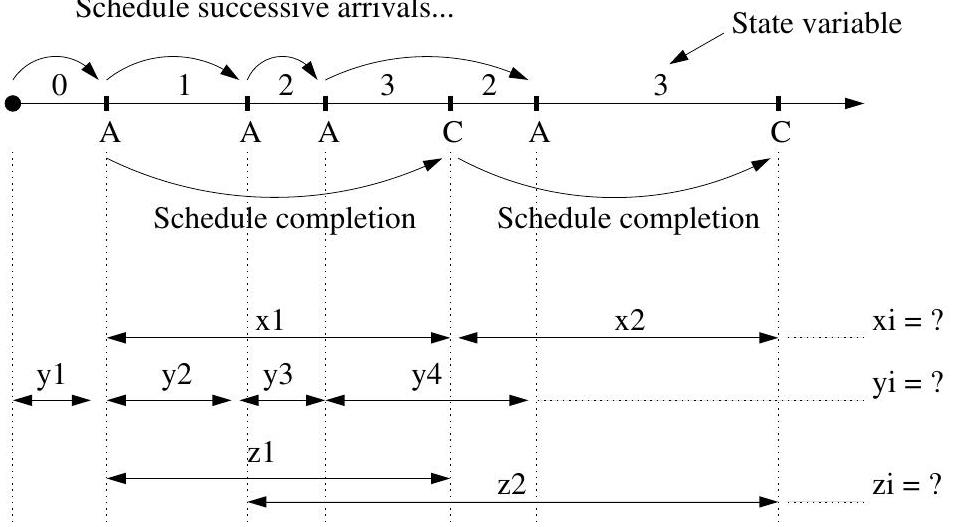 Schedule successive arrivals...
State variable
0 1 2 3 2 3
A A A C A C
Schedule completion Schedule completion
x1 x2 xi = ?
y1 y2 y3 y4 yi = ?
z1
z2 zi = ?